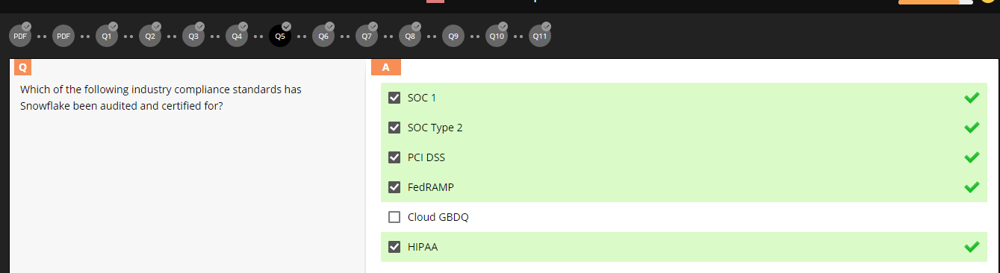 PDF PDF Q1 Q2 Q3 Q4 Q5 Q6 Q7 Q8 Q9 Q10 Q11
Q
Which of the following industry compliance standards has
Snowflake been audited and certified for?
A
SOC 1
SOC Type 2
PCI DSS
FedRAMP
Cloud GBDQ
HIPAA